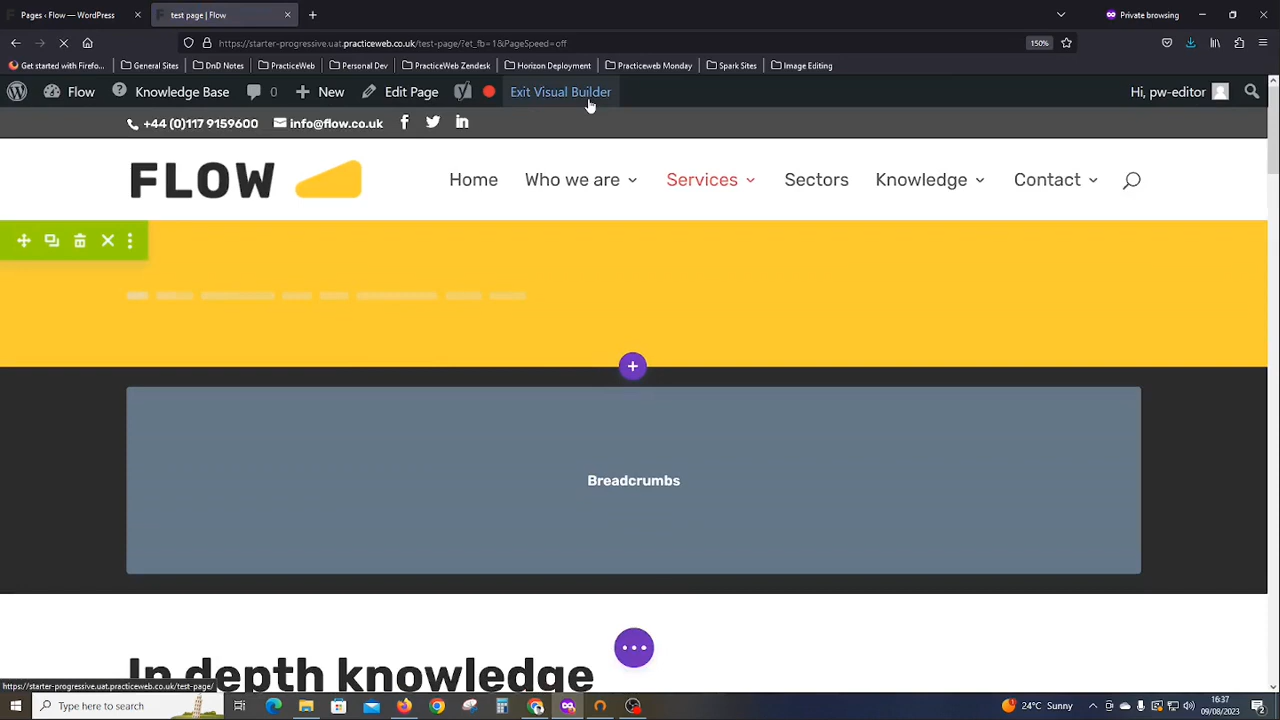 Pages ‹ Flow — WordPress
test page | Flow
Private browsing
https://starter-progressive.uat.practiceweb.co.uk/test-page/?et_fb=1&PageSpeed=off
150%
Get started with Firefo...
General Sites
DnD Notes
PracticeWeb
Personal Dev
PracticeWeb Zendesk
Horizon Deployment
Practiceweb Monday
Spark Sites
Image Editing
Flow
Knowledge Base
0
New
Edit Page
Exit Visual Builder
Hi, pw-editor
+44 (0)117 9159600
info@flow.co.uk
FLOW
Home
Who we are
Services
Sectors
Knowledge
Contact
Breadcrumbs
In depth knowledge
https://starter-progressive.uat.practiceweb.co.uk/test-page/
Type here to search
24°C Sunny
16:37
09/08/2023
2